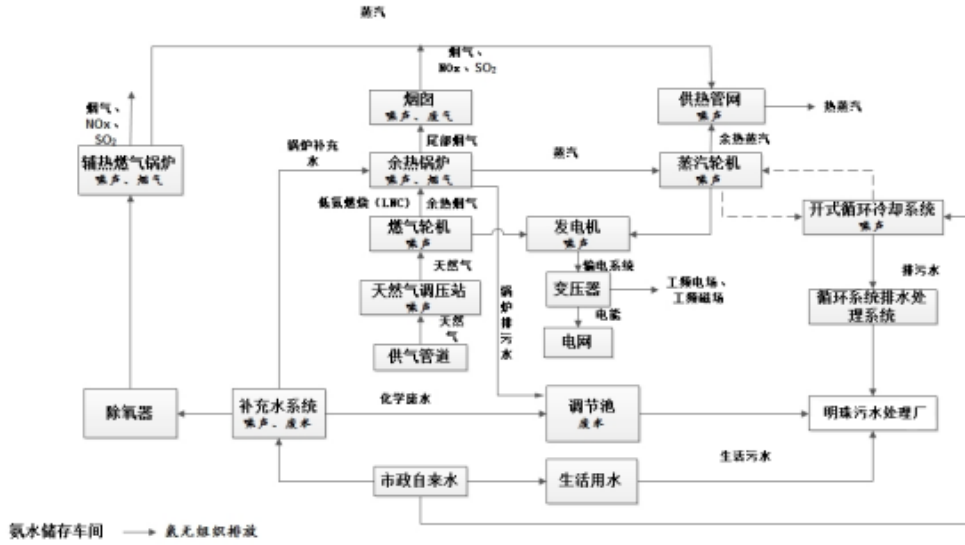 蒸汽
烟气、
NOx、SO₂
烟气、
NOx、
SO₂
烟囱
噪声、废气
供热管网
噪声
热蒸汽
锅炉补充
水
尾部烟气
余热蒸汽
辅热燃气锅炉
噪声、烟气
余热锅炉
噪声、烟气
蒸汽
蒸汽轮机
噪声
低氮燃烧（LNC）
余热烟气
燃气轮机
噪声
发电机
噪声
开式循环冷却系统
噪声
天然气
输电系统
排污水
天然气调压站
噪声
变压器
工频电场、
工频磁场
锅炉排污水
循环系统排水处
理系统
天然
气
电能
供气管道
电网
除氧器
补充水系统
噪声、废水
化学废水
调节池
废水
明珠污水处理厂
生活污水
市政自来水
生活用水
氨水储存车间
氨无组织排放